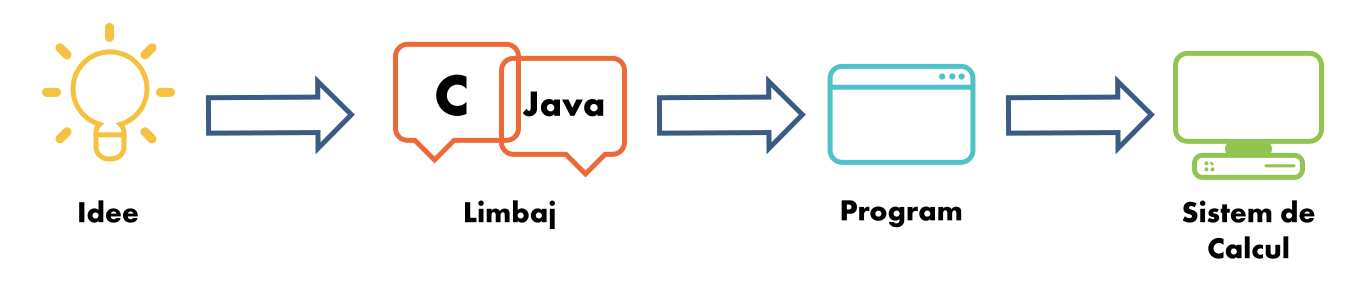 C
Java
Idee
Limbaj
Program
Sistem de
Calcul